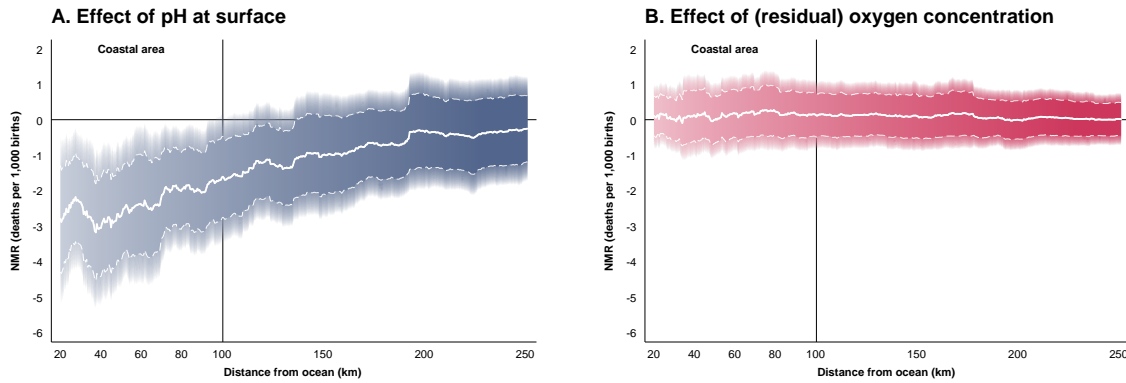 A. Effect of pH at surface
Coastal area
NMR (deaths per 1,000 births)
2
1
0
-1
-2
-3
-4
-5
-6
20 40 60 80 100 150 200 250
Distance from ocean (km)
B. Effect of (residual) oxygen concentration
Coastal area
NMR (deaths per 1,000 births)
2
1
0
-1
-2
-3
-4
-5
-6
20 40 60 80 100 150 200 250
Distance from ocean (km)